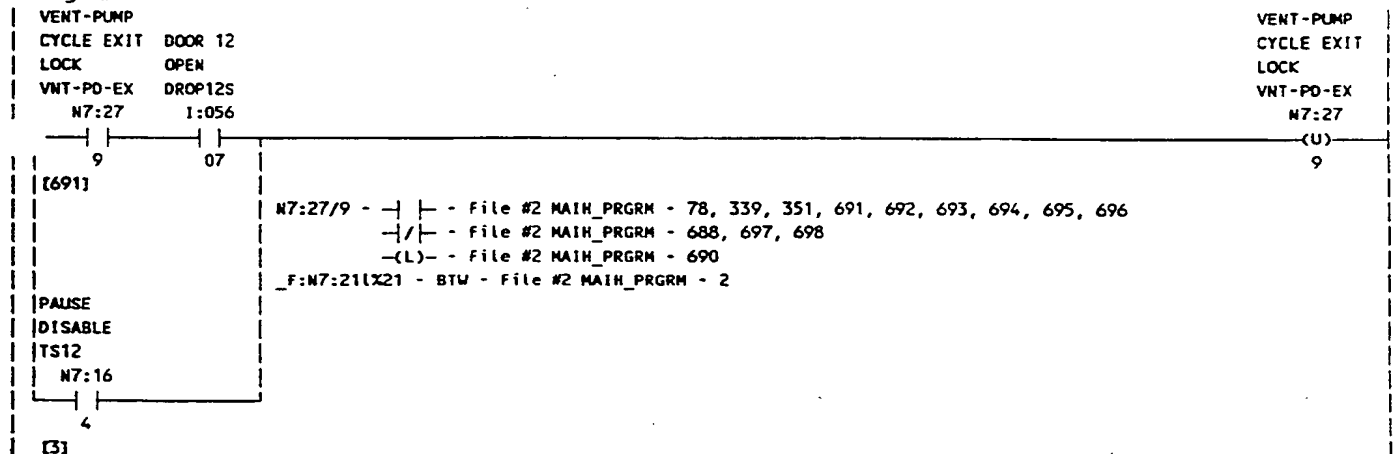 VENT-PUMP VENT-PUMP
CYCLE EXIT DOOR 12 CYCLE EXIT
LOCK OPEN LOCK
VNT-PD-EX DROP12S VNT-PD-EX
N7:27 I:056 N7:27
(U)
9 07 9
[691]
N7:27/9 - ─┤ ├─ - File #2 MAIN_PRGRM - 78, 339, 351, 691, 692, 693, 694, 695, 696
─┤/├─ - File #2 MAIN_PRGRM - 688, 697, 698
─(L)─ - File #2 MAIN_PRGRM - 690
_F:N7:21[%21 - BTW - File #2 MAIN_PRGRM - 2
PAUSE
DISABLE
TS12
N7:16
4
[3]